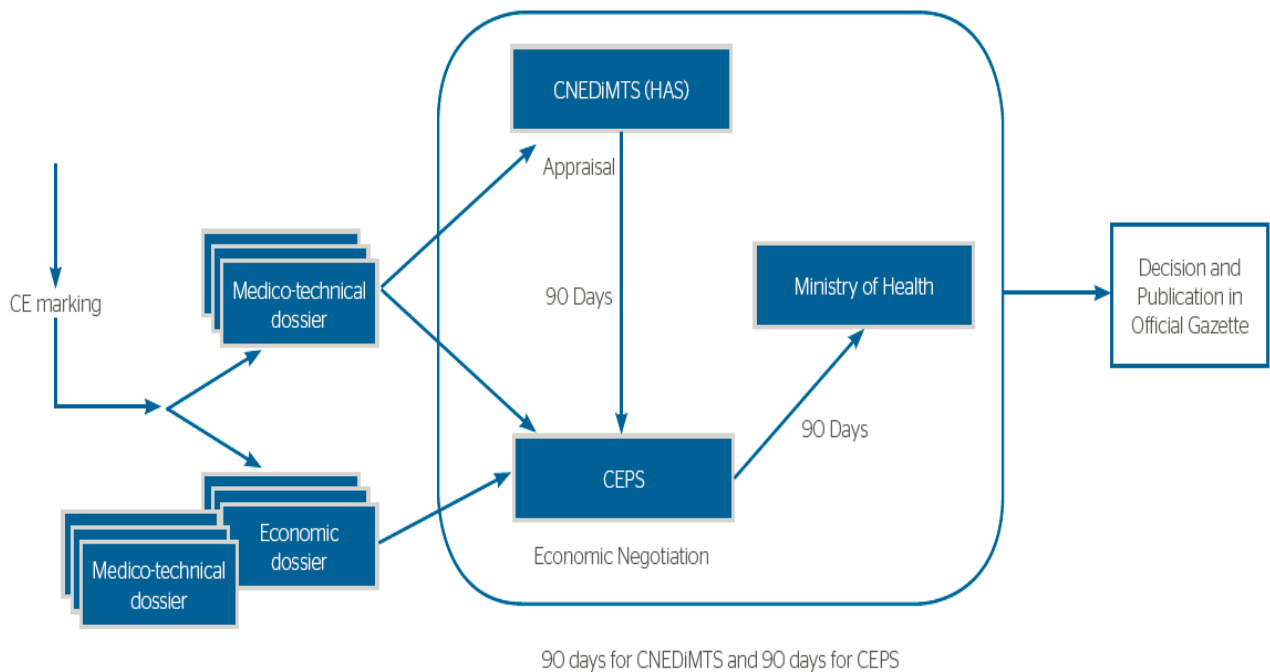 CNEDiMTS (HAS)
Appraisal
CE marking
Medico-technical
dossier
90 Days
Ministry of Health
Decision and
Publication in
Official Gazette
90 Days
CEPS
Economic
dossier
Medico-technical
dossier
Economic Negotiation
90 days for CNEDiMTS and 90 days for CEPS